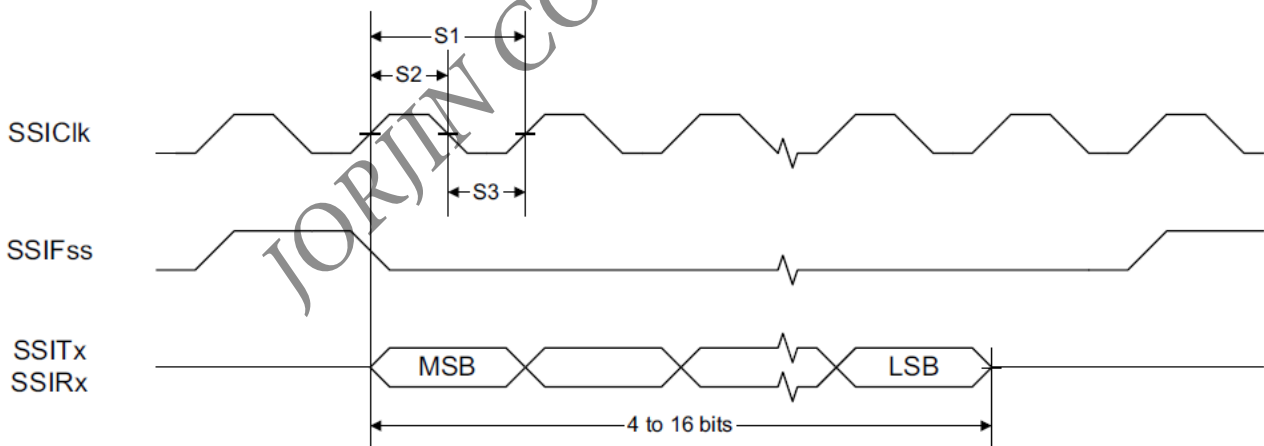 S1
S2
SSIClk
S3
SSIFss
SSITx
SSIRx
MSB
LSB
4 to 16 bits
JORJIN CO